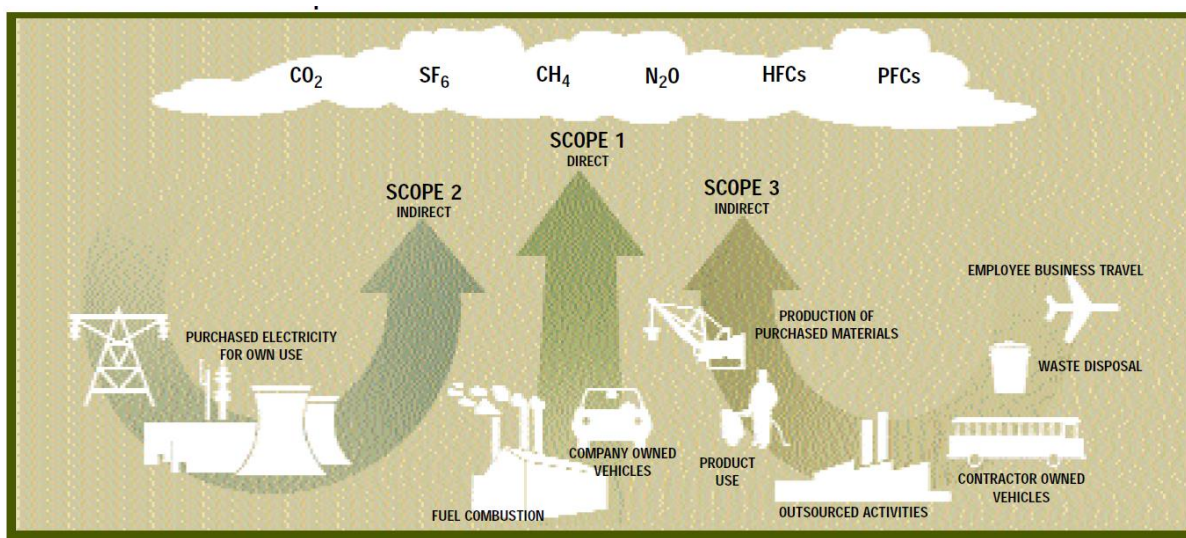 CO₂ SF₆ CH₄ N₂O HFCs PFCs
SCOPE 1
DIRECT
SCOPE 2
INDIRECT
SCOPE 3
INDIRECT
PURCHASED ELECTRICITY
FOR OWN USE
FUEL COMBUSTION
COMPANY OWNED
VEHICLES
PRODUCTION OF
PURCHASED MATERIALS
PRODUCT
USE
OUTSOURCED ACTIVITIES
EMPLOYEE BUSINESS TRAVEL
WASTE DISPOSAL
CONTRACTOR OWNED
VEHICLES